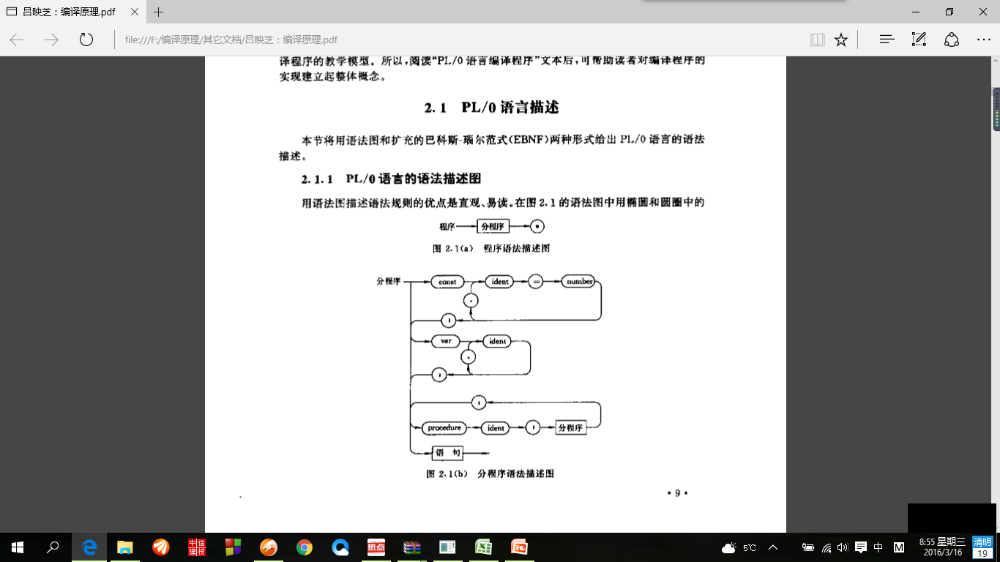 吕映芝：编译原理.pdf
file:///F:/编译原理/其它文档/吕映芝：编译原理.pdf
译程序的教学模型。所以,阅读“PL/0 语言编译程序”文本后,可帮助读者对编译程序的
实现建立起整体概念。
2.1 PL/0 语言描述
本节将用语法图和扩充的巴科斯-瑞尔范式(EBNF)两种形式给出 PL/0 语言的语法
描述。
2.1.1 PL/0 语言的语法描述图
用语法图描述语法规则的优点是直观、易读。在图 2.1 的语法图中用椭圆和圆圈中的
程序 分程序 .
图 2.1(a) 程序语法描述图
分程序 const ident = number
,
;
var ident
,
;
;
procedure ident ; 分程序
语 句
图 2.1(b) 分程序语法描述图
·9·
中信建投 热点 5℃ 中 M 8:55 星期三 清明
2016/3/16 19